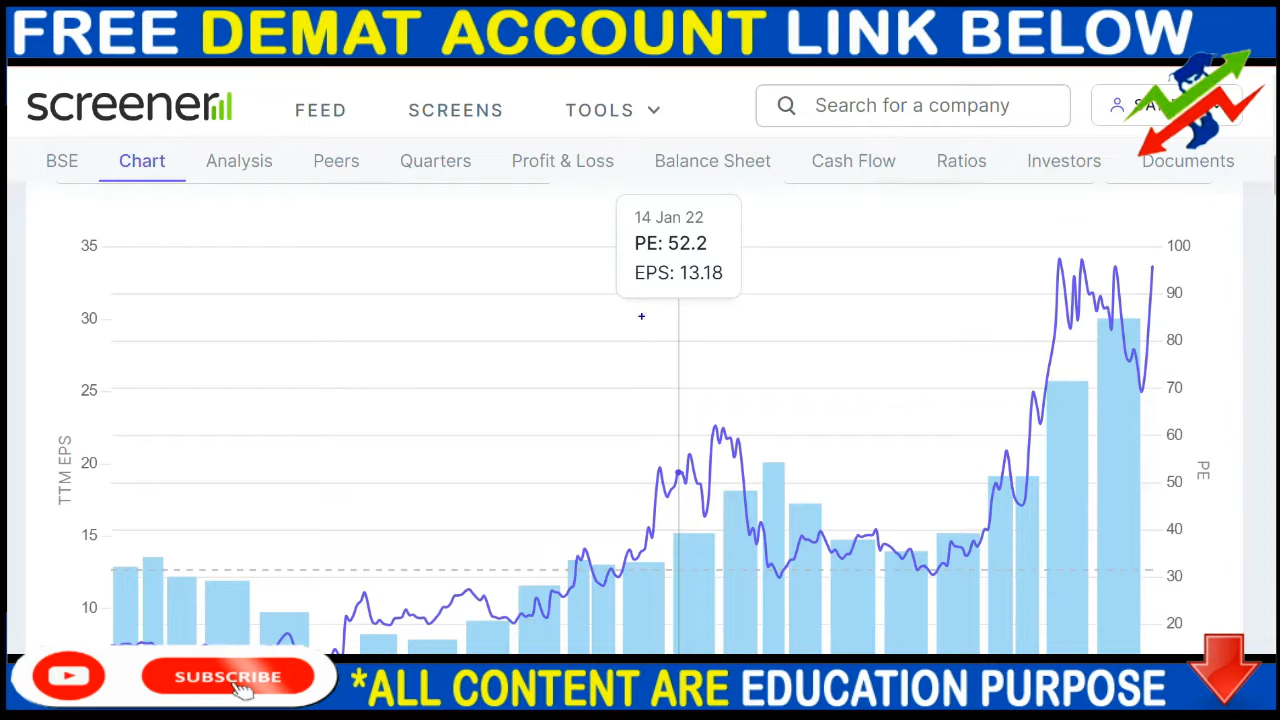 FREE DEMAT ACCOUNT LINK BELOW
screener FEED SCREENS TOOLS Search for a company
BSE Chart Analysis Peers Quarters Profit & Loss Balance Sheet Cash Flow Ratios Investors Documents
14 Jan 22
PE: 52.2
EPS: 13.18
35
30
25
20
15
10
TTM EPS
100
90
80
70
60
50
40
30
20
PE
SUBSCRIBE
*ALL CONTENT ARE EDUCATION PURPOSE